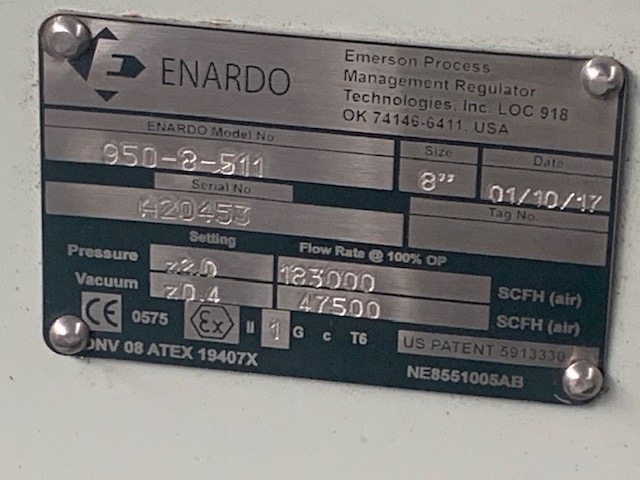 ENARDO
Emerson Process
Management Regulator
Technologies, Inc. LOC 918
OK 74146-6411, USA
ENARDO Model No
950-8-511
Size
8"
Date
01/10/17
Serial No
A20453
Tag No
Setting
Flow Rate @ 100% OP
Pressure
z2.0
183000
SCFH (air)
Vacuum
z0.4
47500
SCFH (air)
CE 0575 Ex II 1 G c T6
US PATENT 5913330
DNV 08 ATEX 19407X
NE8551005AB